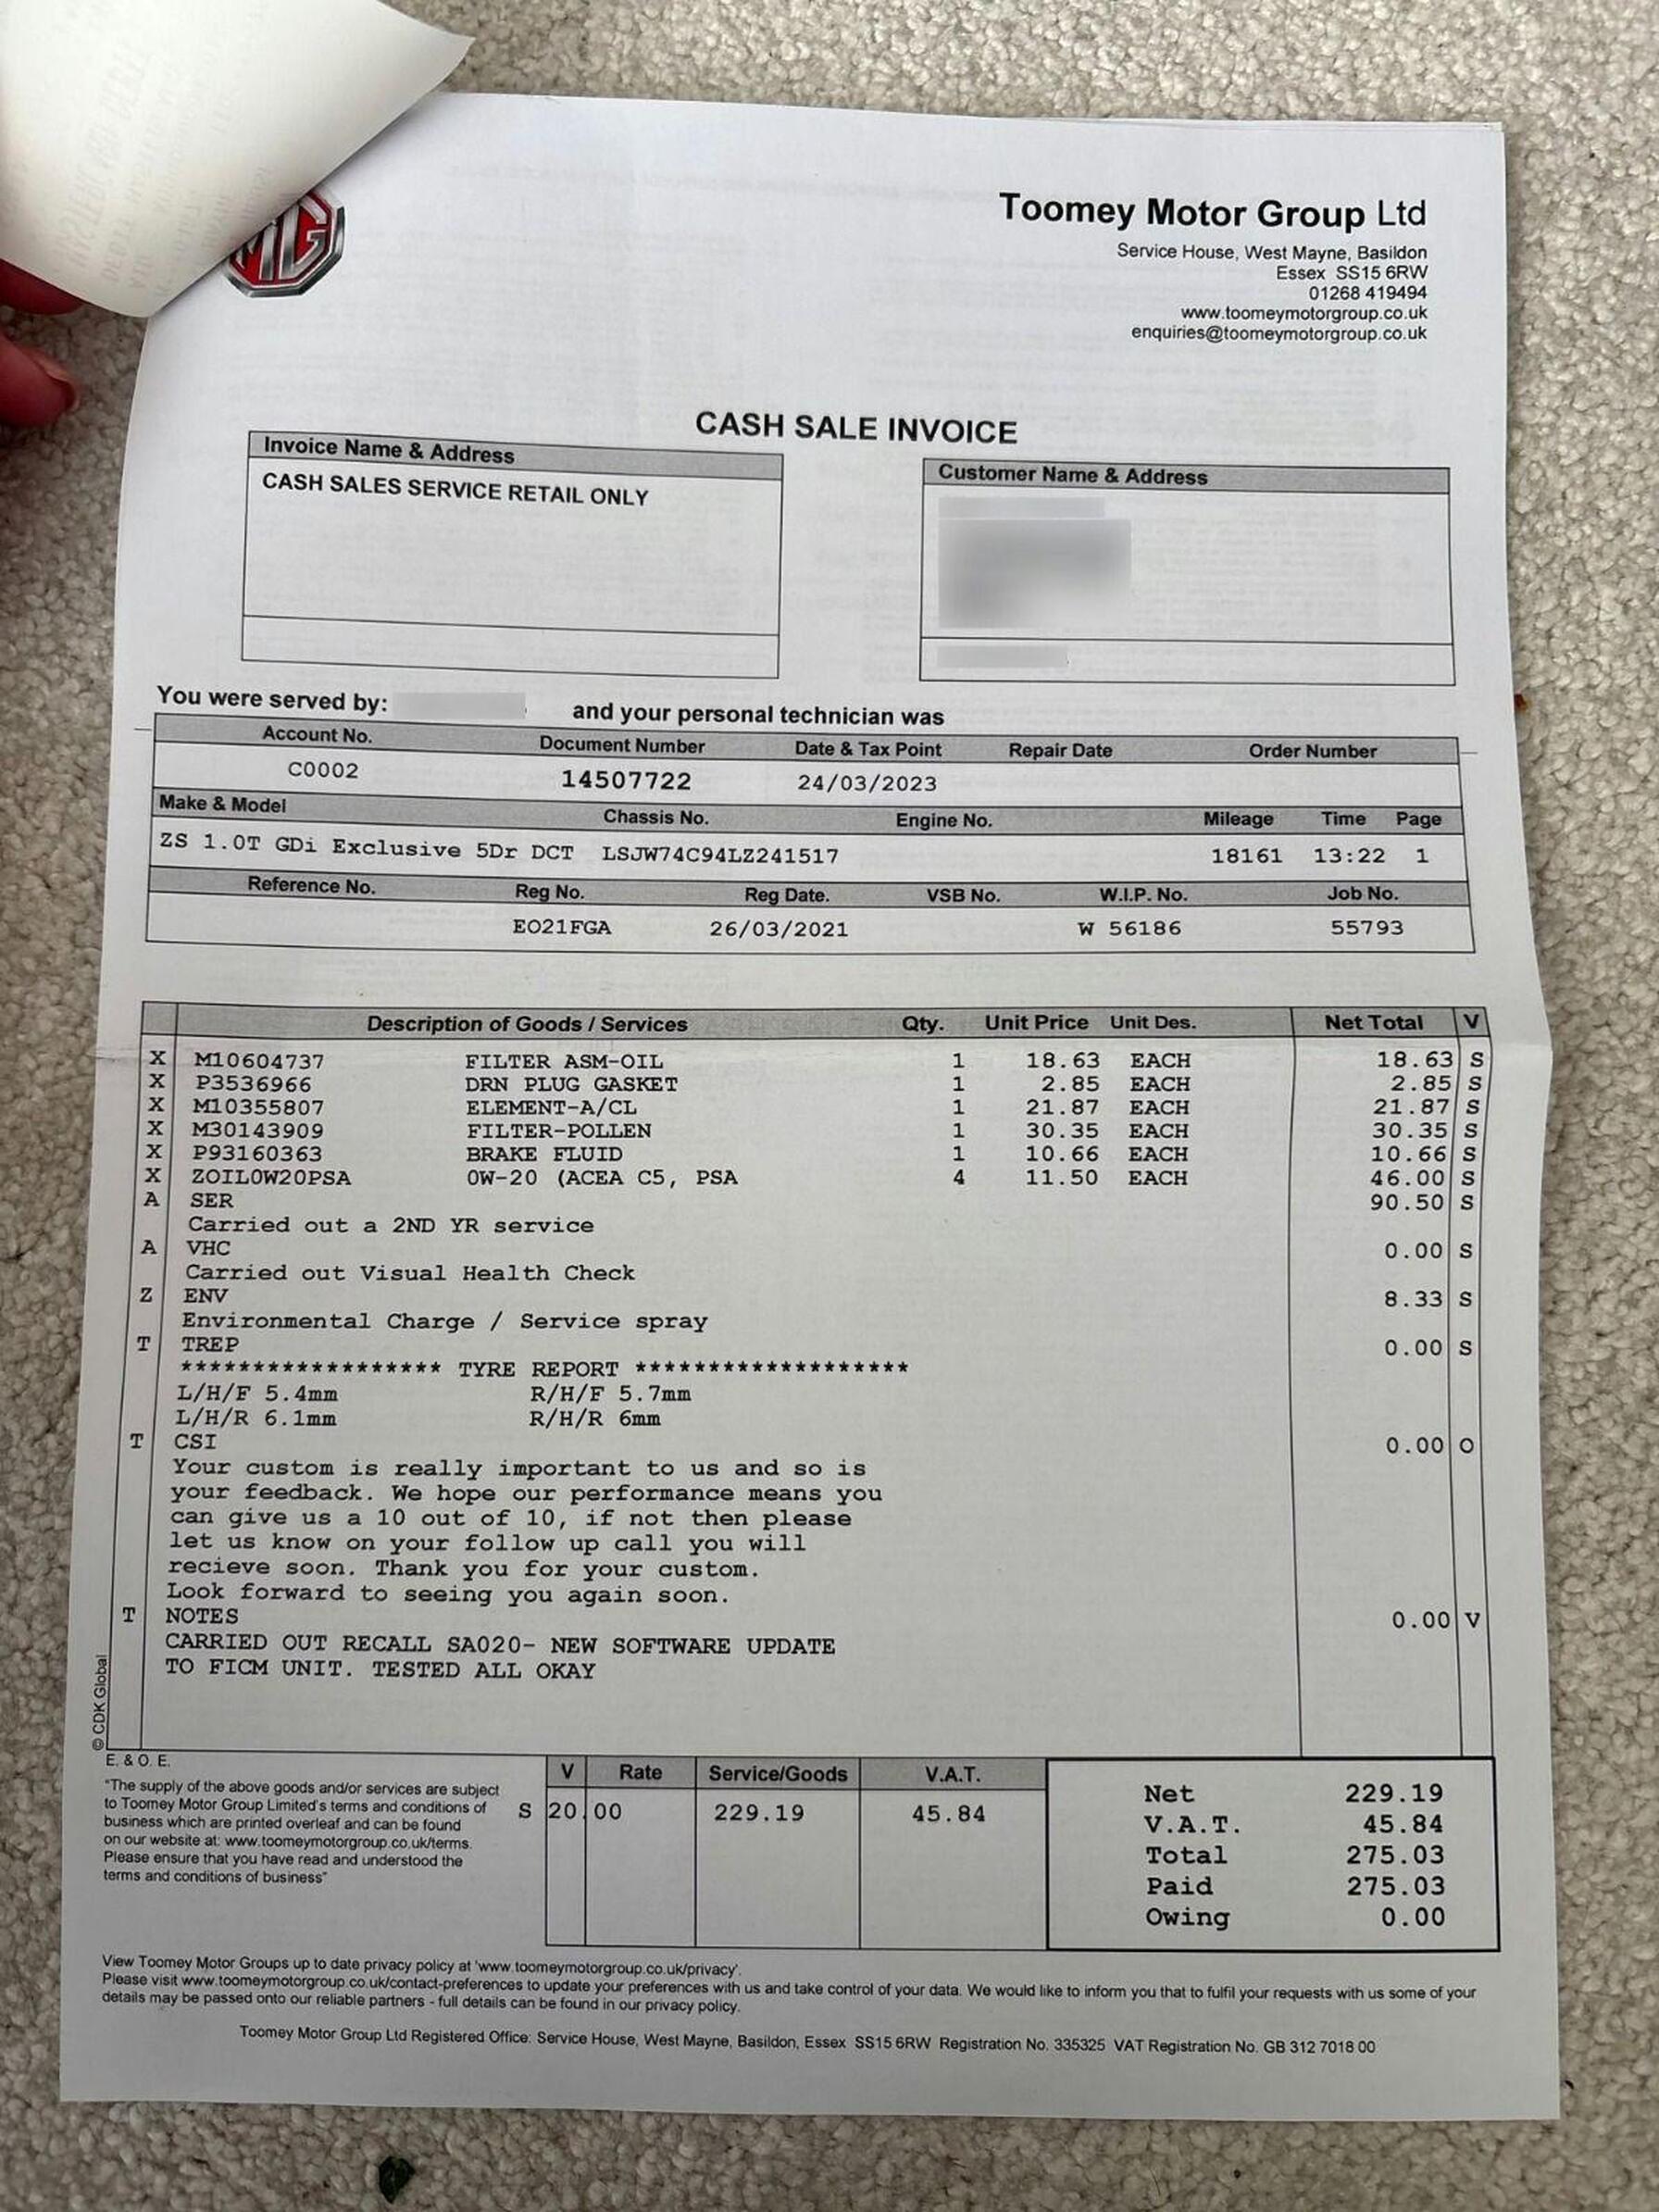 MG
Toomey Motor Group Ltd
Service House, West Mayne, Basildon
Essex SS15 6RW
01268 419494
www.toomeymotorgroup.co.uk
enquiries@toomeymotorgroup.co.uk
CASH SALE INVOICE
Invoice Name & Address
CASH SALES SERVICE RETAIL ONLY
Customer Name & Address
You were served by: and your personal technician was
Account No. Document Number Date & Tax Point Repair Date Order Number
C0002 14507722 24/03/2023
Make & Model Chassis No. Engine No. Mileage Time Page
ZS 1.0T GDi Exclusive 5Dr DCT LSJW74C94LZ241517 18161 13:22 1
Reference No. Reg No. Reg Date. VSB No. W.I.P. No. Job No.
EO21FGA 26/03/2021 W 56186 55793
Description of Goods / Services Qty. Unit Price Unit Des. Net Total V
X M10604737 FILTER ASM-OIL 1 18.63 EACH 18.63 S
X P3536966 DRN PLUG GASKET 1 2.85 EACH 2.85 S
X M10355807 ELEMENT-A/CL 1 21.87 EACH 21.87 S
X M30143909 FILTER-POLLEN 1 30.35 EACH 30.35 S
X P93160363 BRAKE FLUID 1 10.66 EACH 10.66 S
X ZOIL0W20PSA 0W-20 (ACEA C5, PSA 4 11.50 EACH 46.00 S
A SER 90.50 S
Carried out a 2ND YR service
A VHC 0.00 S
Carried out Visual Health Check
Z ENV 8.33 S
Environmental Charge / Service spray
T TREP 0.00 S
****************** TYRE REPORT *******************
L/H/F 5.4mm R/H/F 5.7mm
L/H/R 6.1mm R/H/R 6mm
T CSI 0.00 O
Your custom is really important to us and so is
your feedback. We hope our performance means you
can give us a 10 out of 10, if not then please
let us know on your follow up call you will
recieve soon. Thank you for your custom.
Look forward to seeing you again soon.
T NOTES 0.00 V
CARRIED OUT RECALL SA020- NEW SOFTWARE UPDATE
TO FICM UNIT. TESTED ALL OKAY
© CDK Global
E. & O. E.
"The supply of the above goods and/or services are subject
to Toomey Motor Group Limited's terms and conditions of
business which are printed overleaf and can be found
on our website at: www.toomeymotorgroup.co.uk/terms.
Please ensure that you have read and understood the
terms and conditions of business"
V Rate Service/Goods V.A.T.
S 20.00 229.19 45.84
Net 229.19
V.A.T. 45.84
Total 275.03
Paid 275.03
Owing 0.00
View Toomey Motor Groups up to date privacy policy at 'www.toomeymotorgroup.co.uk/privacy'.
Please visit www.toomeymotorgroup.co.uk/contact-preferences to update your preferences with us and take control of your data. We would like to inform you that to fulfil your requests with us some of your
details may be passed onto our reliable partners - full details can be found in our privacy policy.
Toomey Motor Group Ltd Registered Office: Service House, West Mayne, Basildon, Essex SS15 6RW Registration No. 335325 VAT Registration No. GB 312 7018 00